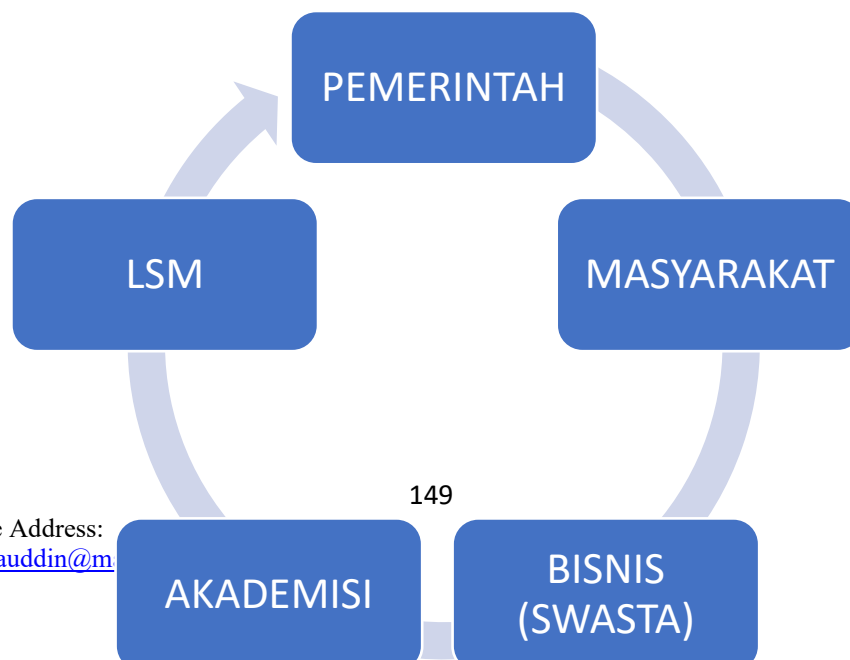 PEMERINTAH
LSM
MASYARAKAT
149
Address:
AKADEMISI
BISNIS
(SWASTA)